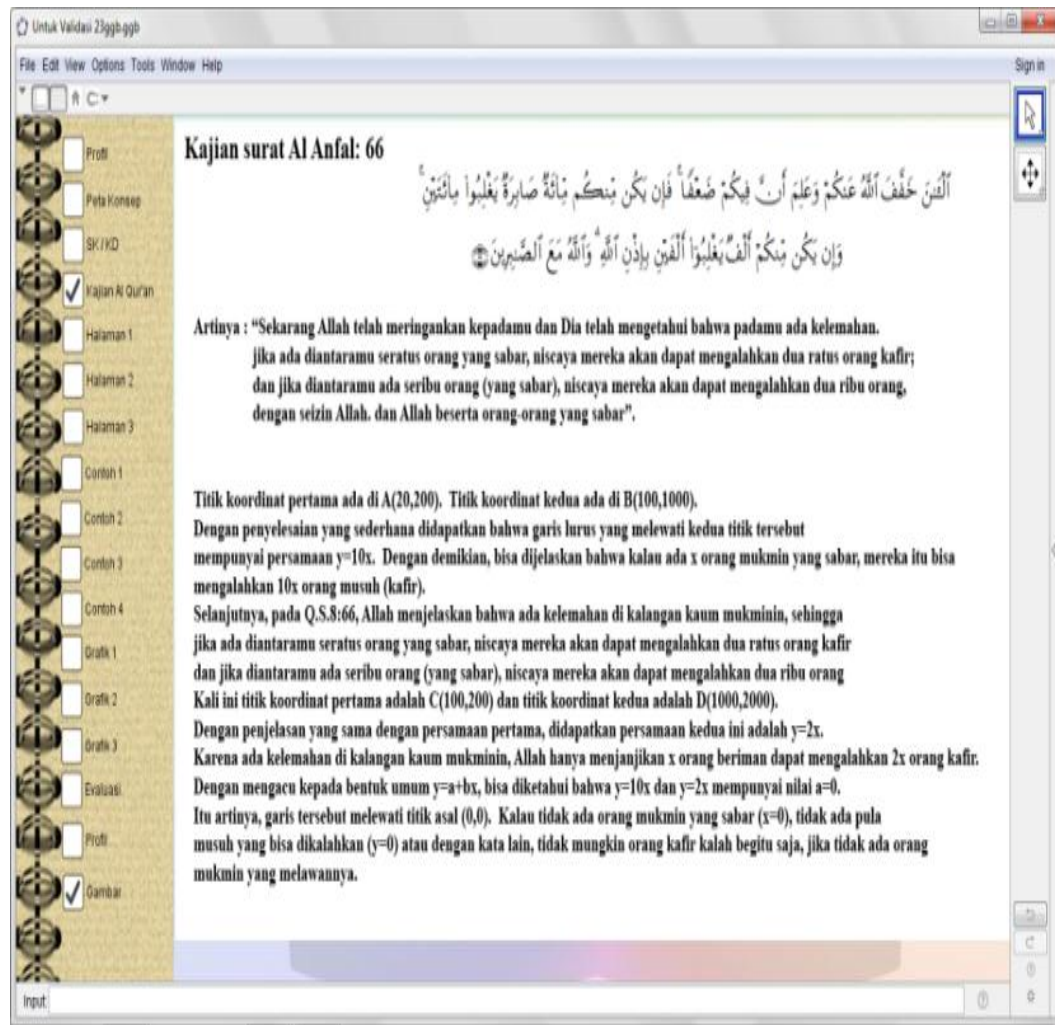 Untuk Validasi 23ggb.ggb
File Edit View Options Tools Window Help
Sign in
Profil
Peta Konsep
SK / KD
Kajian Al Qur'an
Halaman 1
Halaman 2
Halaman 3
Contoh 1
Contoh 2
Contoh 3
Contoh 4
Grafik 1
Grafik 2
Grafik 3
Evaluasi
Profil
Gambar
Kajian surat Al Anfal: 66
ٱلْـَٔـٰنَ خَفَّفَ ٱللَّهُ عَنكُمْ وَعَلِمَ أَنَّ فِيكُمْ ضَعْفًا ۚ فَإِن يَكُن مِّنكُم مِّا۟ئَةٌ صَابِرَةٌ يَغْلِبُوا۟ مِا۟ئَتَيْنِ ۚ
وَإِن يَكُن مِّنكُمْ أَلْفٌ يَغْلِبُوٓا۟ أَلْفَيْنِ بِإِذْنِ ٱللَّهِ ۗ وَٱللَّهُ مَعَ ٱلصَّـٰبِرِينَ
Artinya : “Sekarang Allah telah meringankan kepadamu dan Dia telah mengetahui bahwa padamu ada kelemahan.
jika ada diantaramu seratus orang yang sabar, niscaya mereka akan dapat mengalahkan dua ratus orang kafir;
dan jika diantaramu ada seribu orang (yang sabar), niscaya mereka akan dapat mengalahkan dua ribu orang,
dengan seizin Allah. dan Allah beserta orang-orang yang sabar”.
Titik koordinat pertama ada di A(20,200). Titik koordinat kedua ada di B(100,1000).
Dengan penyelesaian yang sederhana didapatkan bahwa garis lurus yang melewati kedua titik tersebut
mempunyai persamaan y=10x. Dengan demikian, bisa dijelaskan bahwa kalau ada x orang mukmin yang sabar, mereka itu bisa
mengalahkan 10x orang musuh (kafir).
Selanjutnya, pada Q.S.8:66, Allah menjelaskan bahwa ada kelemahan di kalangan kaum mukminin, sehingga
jika ada diantaramu seratus orang yang sabar, niscaya mereka akan dapat mengalahkan dua ratus orang kafir
dan jika diantaramu ada seribu orang (yang sabar), niscaya mereka akan dapat mengalahkan dua ribu orang
Kali ini titik koordinat pertama adalah C(100,200) dan titik koordinat kedua adalah D(1000,2000).
Dengan penjelasan yang sama dengan persamaan pertama, didapatkan persamaan kedua ini adalah y=2x.
Karena ada kelemahan di kalangan kaum mukminin, Allah hanya menjanjikan x orang beriman dapat mengalahkan 2x orang kafir.
Dengan mengacu kepada bentuk umum y=a+bx, bisa diketahui bahwa y=10x dan y=2x mempunyai nilai a=0.
Itu artinya, garis tersebut melewati titik asal (0,0). Kalau tidak ada orang mukmin yang sabar (x=0), tidak ada pula
musuh yang bisa dikalahkan (y=0) atau dengan kata lain, tidak mungkin orang kafir kalah begitu saja, jika tidak ada orang
mukmin yang melawannya.
Input